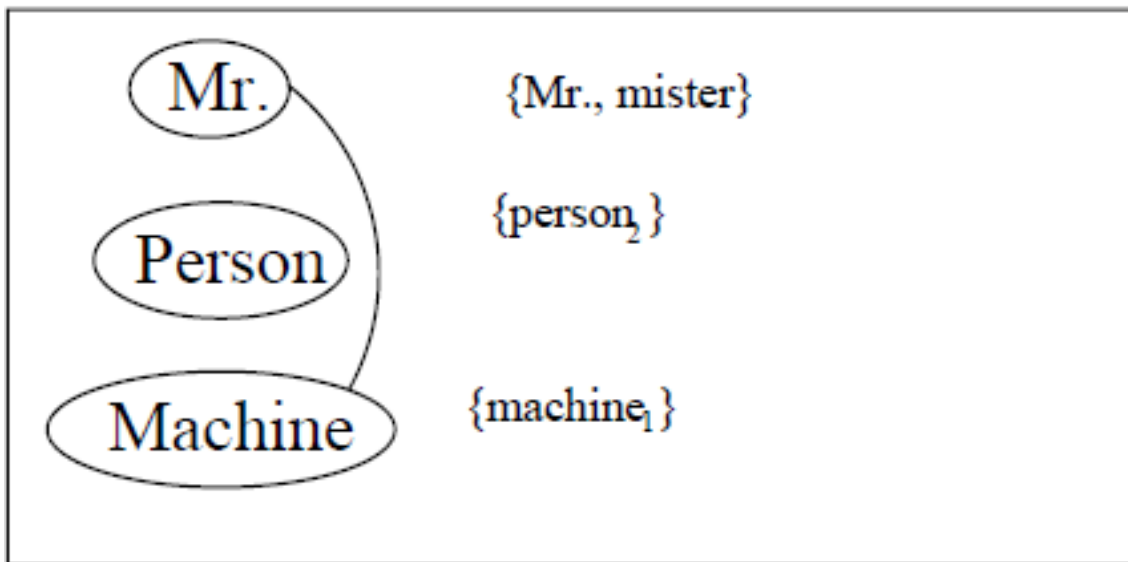 Mr. {Mr., mister}
Person {person₂}
Machine {machine₁}